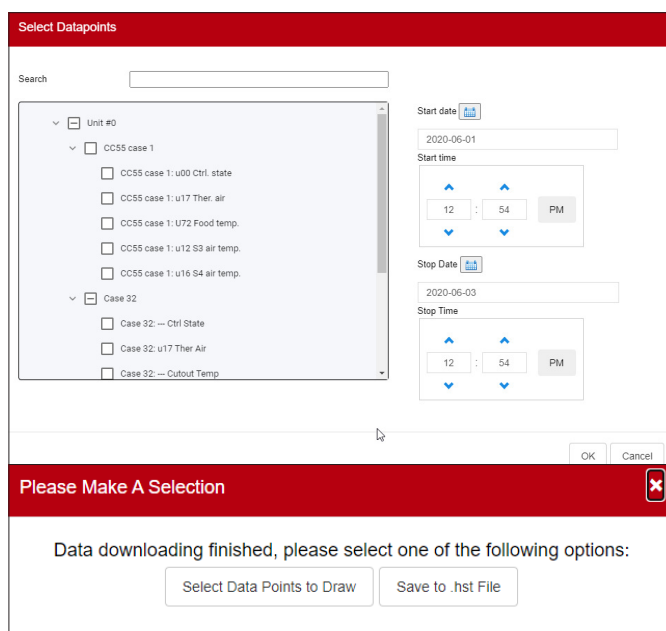 Select Datapoints
Search
Unit #0
CC55 case 1
CC55 case 1: u00 Ctrl. state
CC55 case 1: u17 Ther. air
CC55 case 1: U72 Food temp.
CC55 case 1: u12 S3 air temp.
CC55 case 1: u16 S4 air temp.
Case 32
Case 32: --- Ctrl State
Case 32: u17 Ther Air
Case 32: --- Cutout Temp
Start date
2020-06-01
Start time
12 : 54 PM
Stop Date
2020-06-03
Stop Time
12 : 54 PM
OK Cancel
Please Make A Selection
Data downloading finished, please select one of the following options:
Select Data Points to Draw Save to .hst File